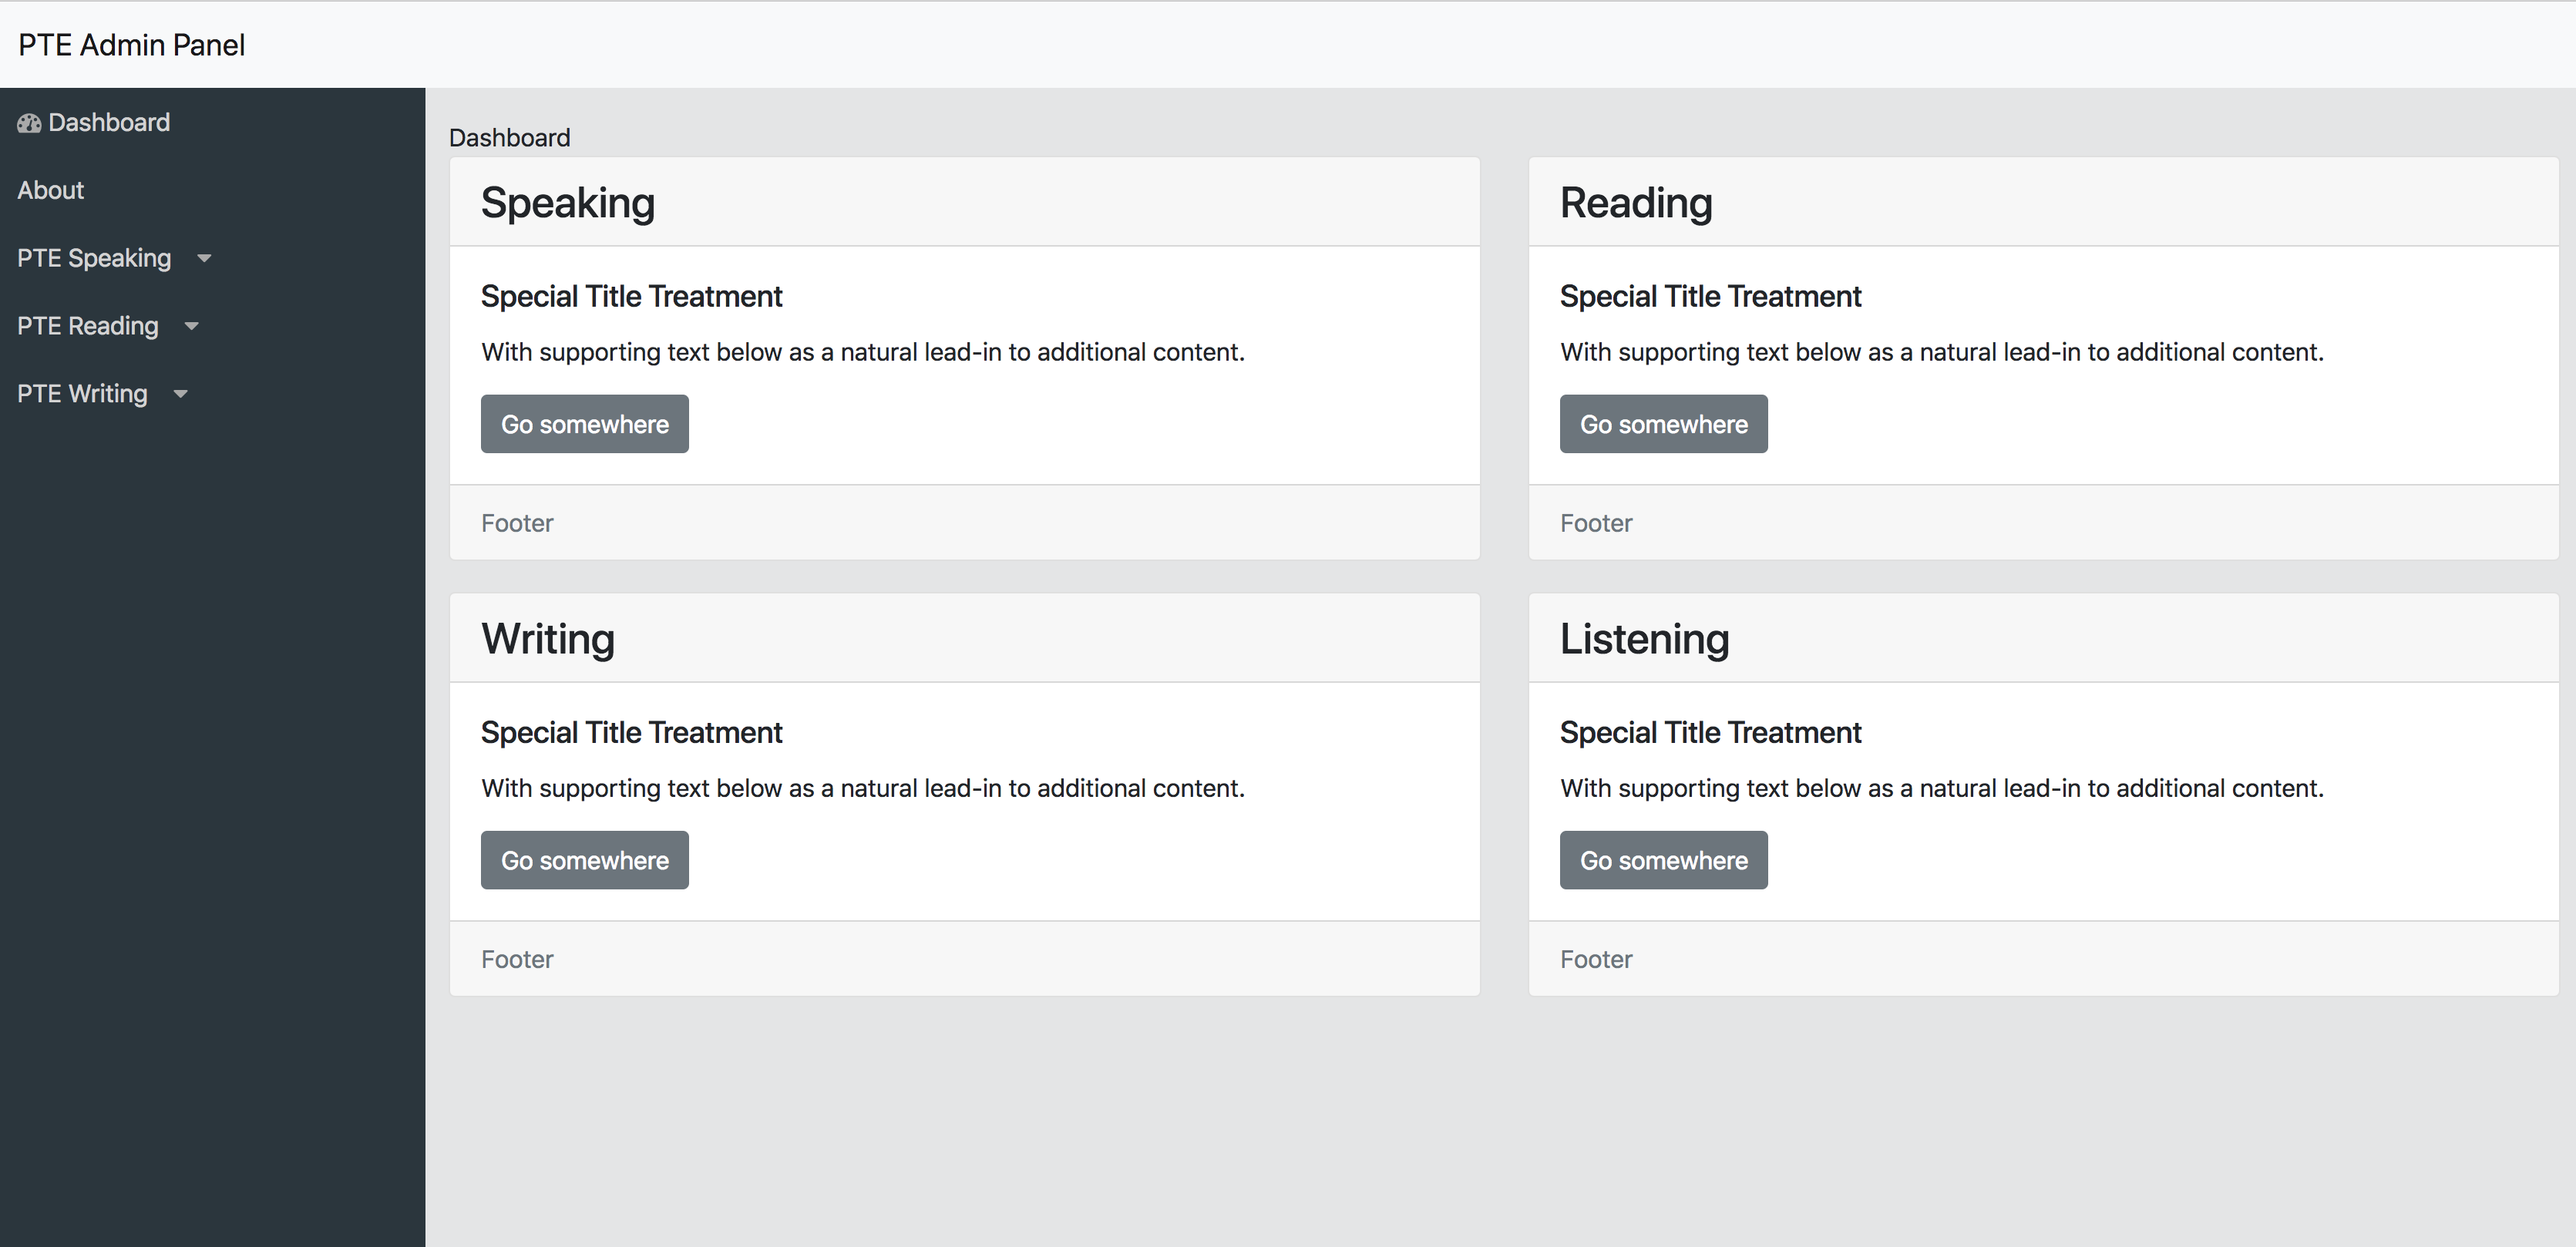 PTE Admin Panel
Dashboard
About
PTE Speaking
PTE Reading
PTE Writing
Dashboard
Speaking
Special Title Treatment
With supporting text below as a natural lead-in to additional content.
Go somewhere
Footer
Reading
Special Title Treatment
With supporting text below as a natural lead-in to additional content.
Go somewhere
Footer
Writing
Special Title Treatment
With supporting text below as a natural lead-in to additional content.
Go somewhere
Footer
Listening
Special Title Treatment
With supporting text below as a natural lead-in to additional content.
Go somewhere
Footer